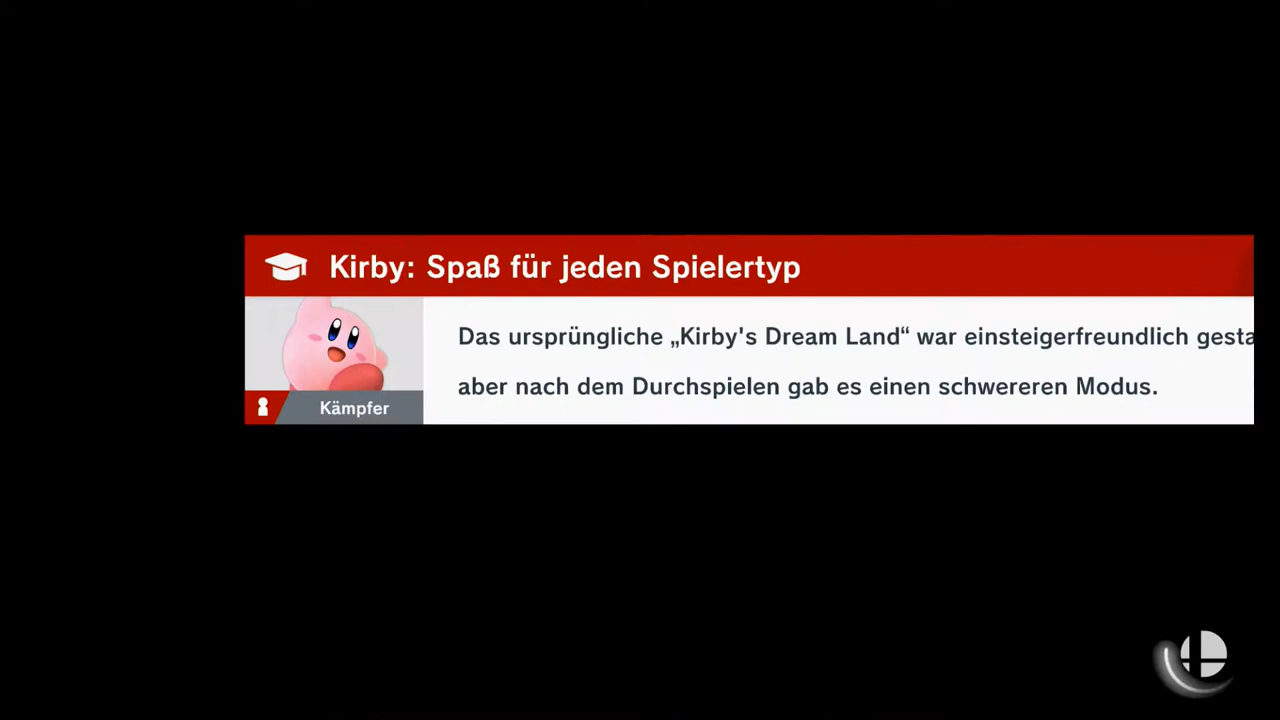 Kirby: Spaß für jeden Spielertyp
Das ursprüngliche „Kirby's Dream Land“ war einsteigerfreundlich
aber nach dem Durchspielen gab es einen schwereren Modus.
Kämpfer